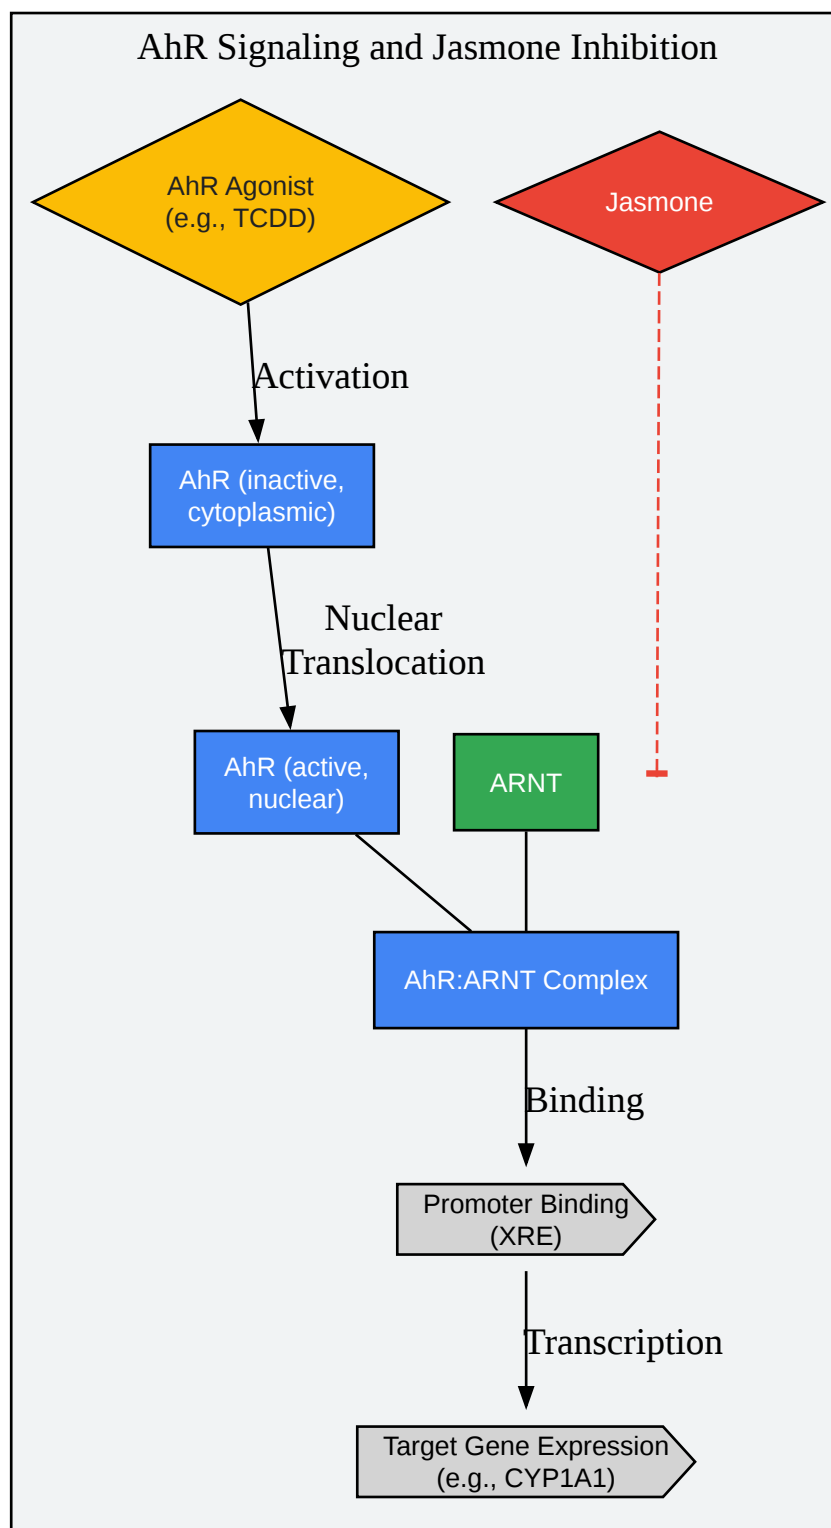 AhR Signaling and Jasmone Inhibition
AhR Agonist
(e.g., TCDD)
Jasmone
Activation
AhR (inactive,
cytoplasmic)
Nuclear
Translocation
AhR (active,
nuclear)
ARNT
AhR:ARNT Complex
Binding
Promoter Binding
(XRE)
Transcription
Target Gene Expression
(e.g., CYP1A1)